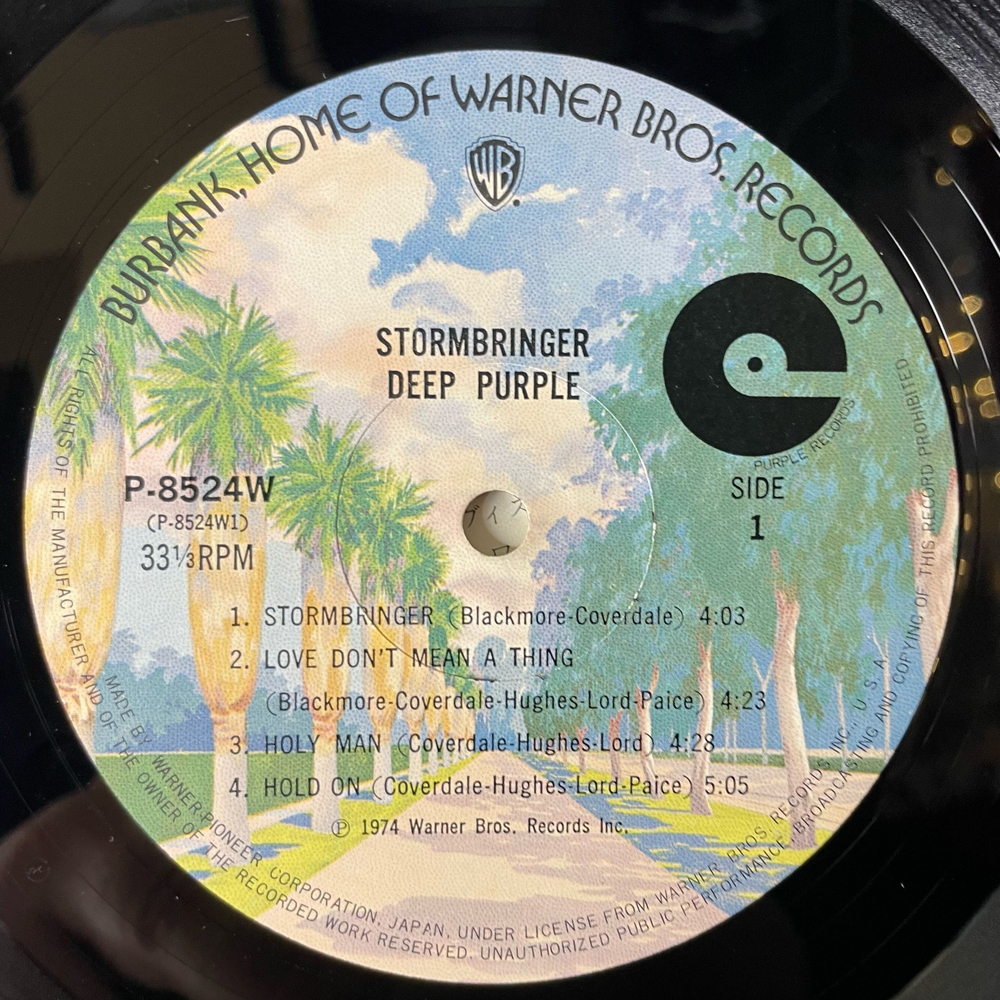 BURBANK, HOME OF WARNER BROS. RECORDS
WB
STORMBRINGER
DEEP PURPLE
PURPLE RECORDS
P-8524W
(P-8524W1)
33⅓RPM
SIDE
1
1. STORMBRINGER (Blackmore-Coverdale) 4:03
2. LOVE DON'T MEAN A THING
(Blackmore-Coverdale-Hughes-Lord-Paice) 4:23
3. HOLY MAN (Coverdale-Hughes-Lord) 4:28
4. HOLD ON (Coverdale-Hughes-Lord-Paice) 5:05
Ⓟ 1974 Warner Bros. Records Inc.
MADE BY WARNER-PIONEER CORPORATION, JAPAN, UNDER LICENSE FROM WARNER BROS. RECORDS, INC., U. S. A.
ALL RIGHTS OF THE MANUFACTURER AND OF THE OWNER OF THE RECORDED WORK RESERVED. UNAUTHORIZED PUBLIC PERFORMANCE, BROADCASTING AND COPYING OF THIS RECORD PROHIBITED